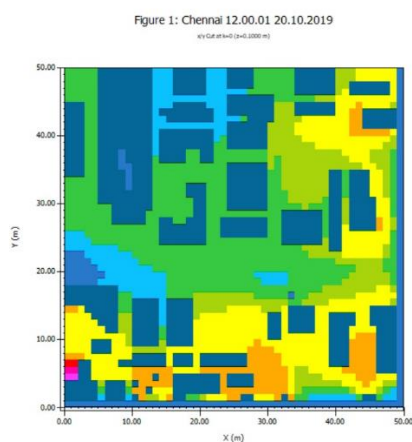 Figure 1: Chennai 12.00.01 20.10.2019
x/y Cut at k=0 (z=0.1000 m)
50.00
40.00
30.00
Y (m)
20.00
10.00
0.00
0.00 10.00 20.00 30.00 40.00 50.00
X (m)